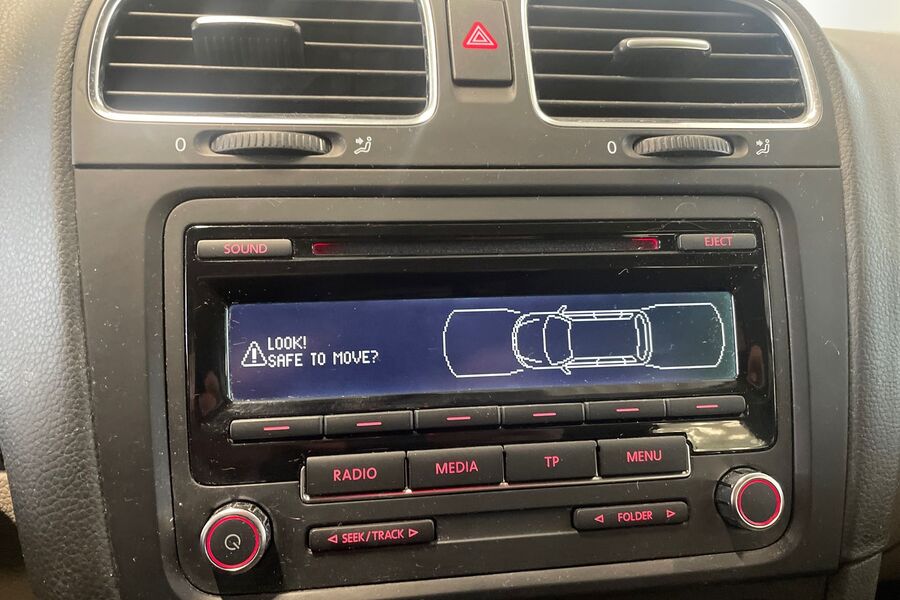 0
0
SOUND
EJECT
LOOK!
SAFE TO MOVE?
RADIO
MEDIA
TP
MENU
SEEK/TRACK
FOLDER